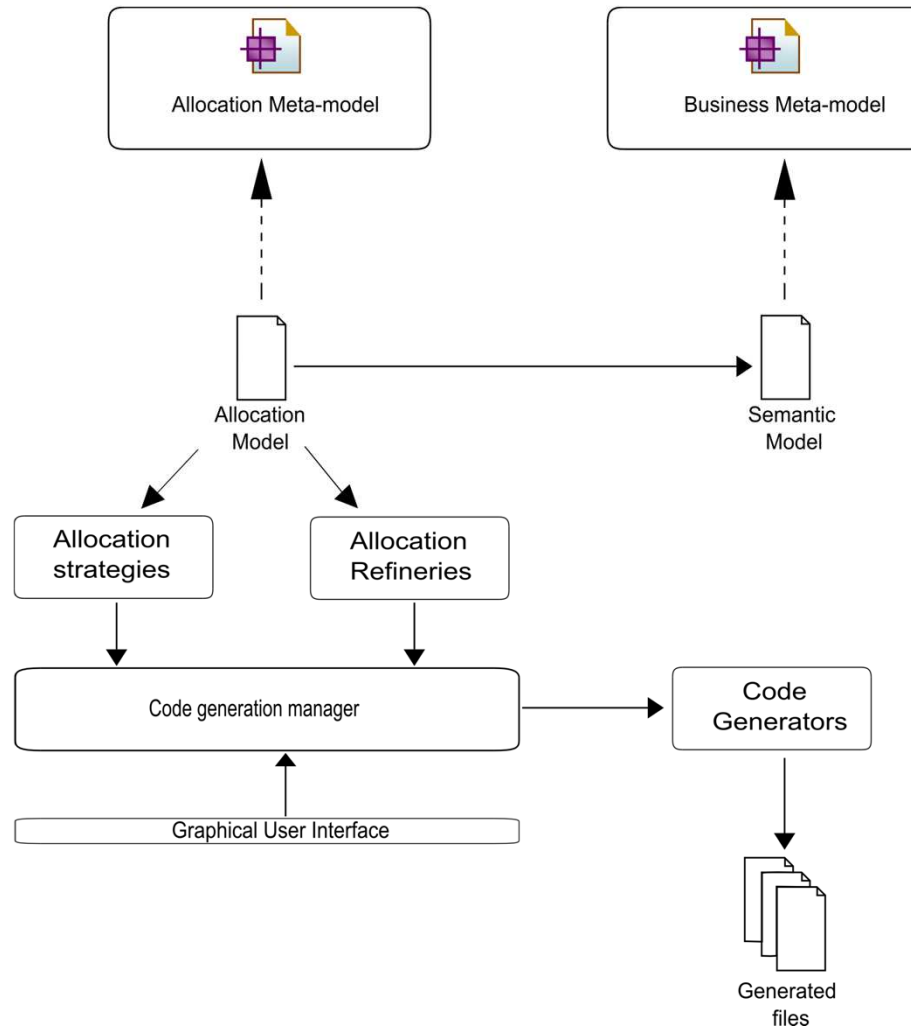 Allocation Meta-model
Business Meta-model
Allocation
Model
Semantic
Model
Allocation
strategies
Allocation
Refineries
Code generation manager
Code
Generators
Graphical User Interface
Generated
files